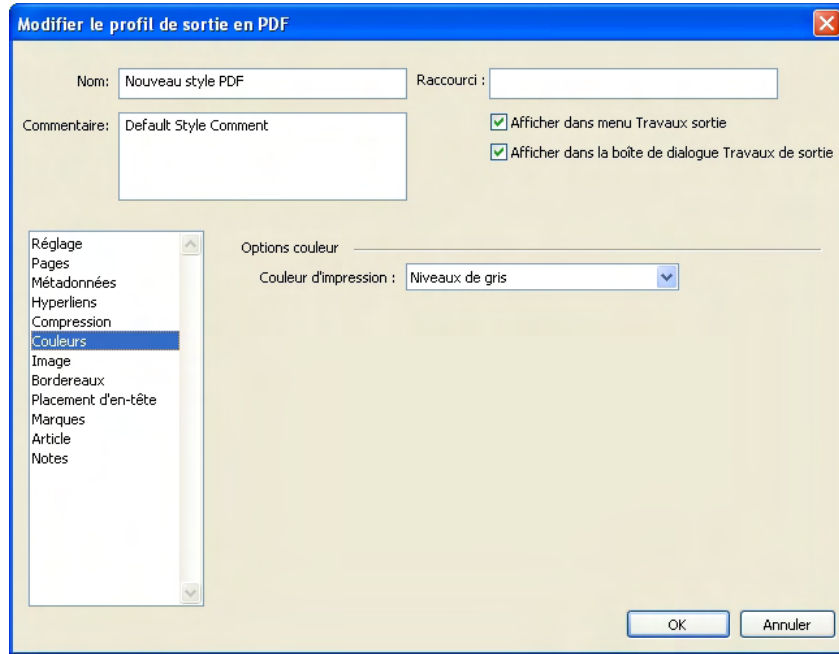 Modifier le profil de sortie en PDF
Nom: Nouveau style PDF
Raccourci :
Commentaire: Default Style Comment
Afficher dans menu Travaux sortie
Afficher dans la boîte de dialogue Travaux de sortie
Réglage
Pages
Métadonnées
Hyperliens
Compression
Couleurs
Image
Bordereaux
Placement d'en-tête
Marques
Article
Notes
Options couleur
Couleur d'impression : Niveaux de gris
OK
Annuler